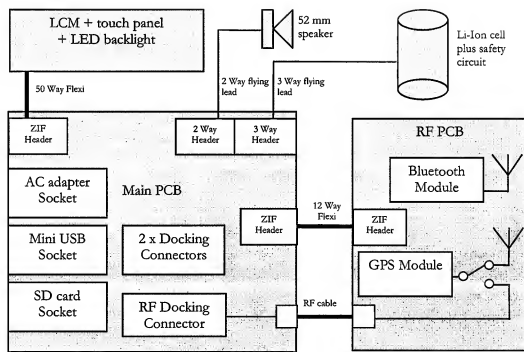 LCM + touch panel
+ LED backlight
52 mm
speaker
Li-Ion cell
plus safety
circuit
2 Way flying
lead
3 Way flying
lead
50 Way Flexi
ZIF
Header
2 Way
Header
3 Way
Header
RF PCB
AC adapter
Socket
Main PCB
Bluetooth
Module
12 Way
Flexi
ZIF
Header
ZIF
Header
Mini USB
Socket
2 x Docking
Connectors
GPS Module
SD card
Socket
RF Docking
Connector
RF cable